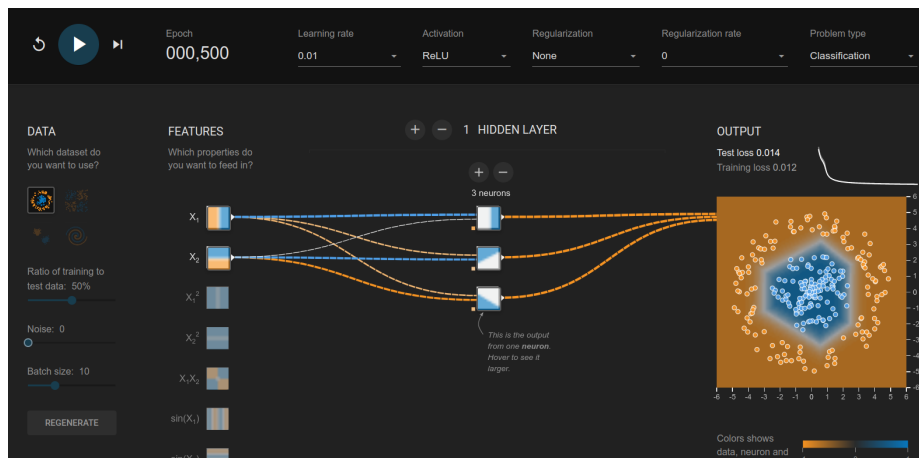 Epoch
000,500
Learning rate
0.01
Activation
ReLU
Regularization
None
Regularization rate
0
Problem type
Classification
DATA
Which dataset do
you want to use?
Ratio of training to
test data: 50%
Noise: 0
Batch size: 10
REGENERATE
FEATURES
Which properties do
you want to feed in?
X₁
X₂
X₁²
X₂²
X₁X₂
sin(X₁)
+ − 1 HIDDEN LAYER
+ −
3 neurons
This is the output
from one neuron.
Hover to see it
larger.
OUTPUT
Test loss 0.014
Training loss 0.012
6
5
4
3
2
1
0
-1
-2
-3
-4
-5
-6
-6 -5 -4 -3 -2 -1 0 1 2 3 4 5 6
Colors shows
data, neuron and